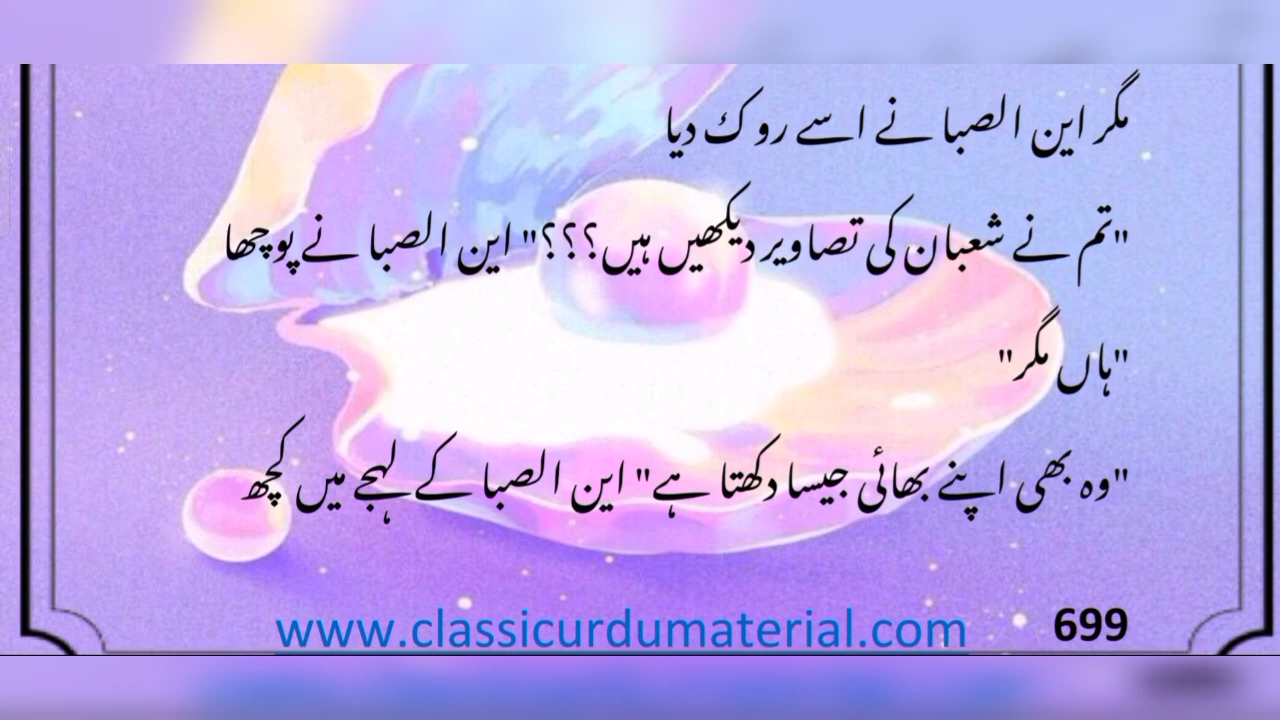 مگر این الصبا نے اسے روک دیا
"تم نے شعبان کی تصاویر دیکھیں ہیں؟؟؟" این الصبا نے پوچھا
"ہاں مگر"
"وہ بھی اپنے بھائی جیسا دکھتا ہے" این الصبا کے لہجے میں کچھ
www.classicurdumaterial.com 699